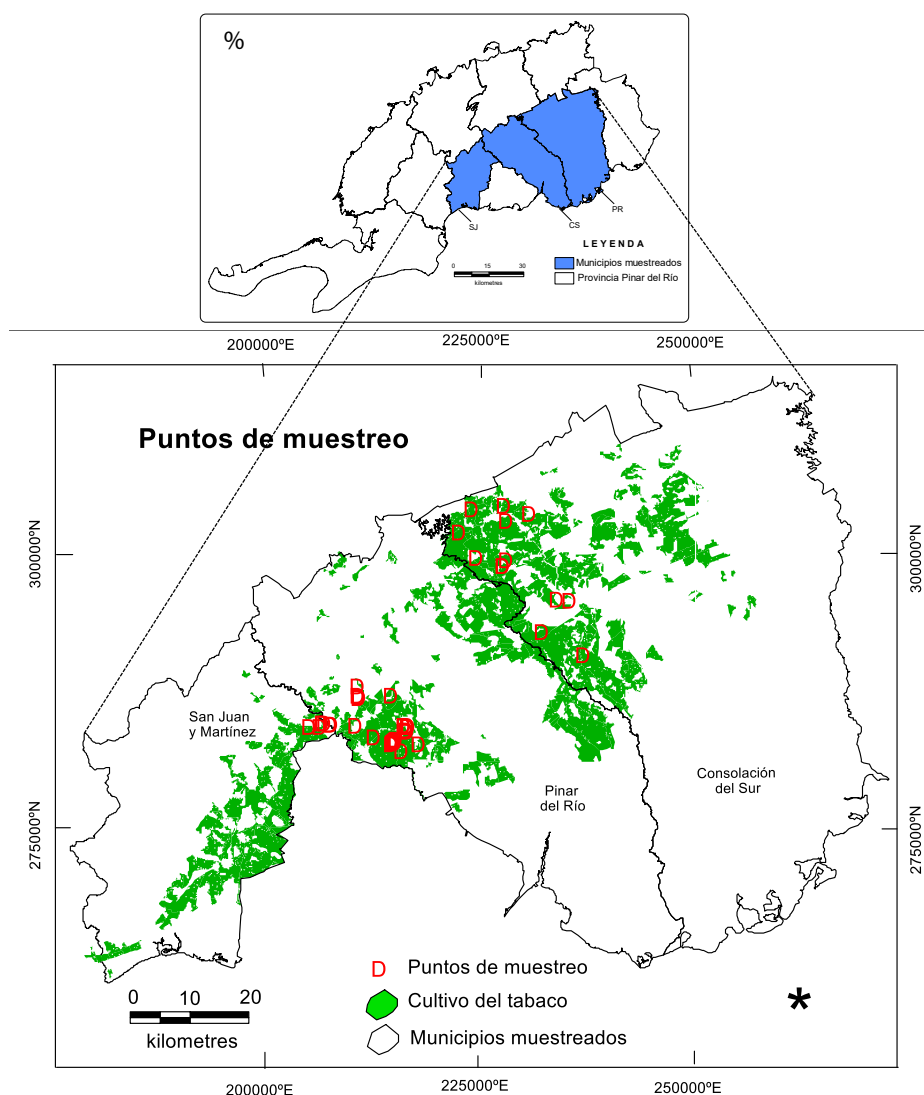 %
SJ
CS
PR
LEYENDA
0 15 30
kilometres
Municipios muestreados
Provincia Pinar del Río
200000ºE
225000ºE
250000ºE
Puntos de muestreo
300000ºN
300000ºN
D D D
D
D
D D
D
D D
D
D
D
D
D
D D D D D
D D
D D
D
San Juan
y Martínez
Pinar
del Río
Consolación
del Sur
275000ºN
275000ºN
D Puntos de muestreo
Cultivo del tabaco
Municipios muestreados
0 10 20
kilometres
*
200000ºE
225000ºE
250000ºE